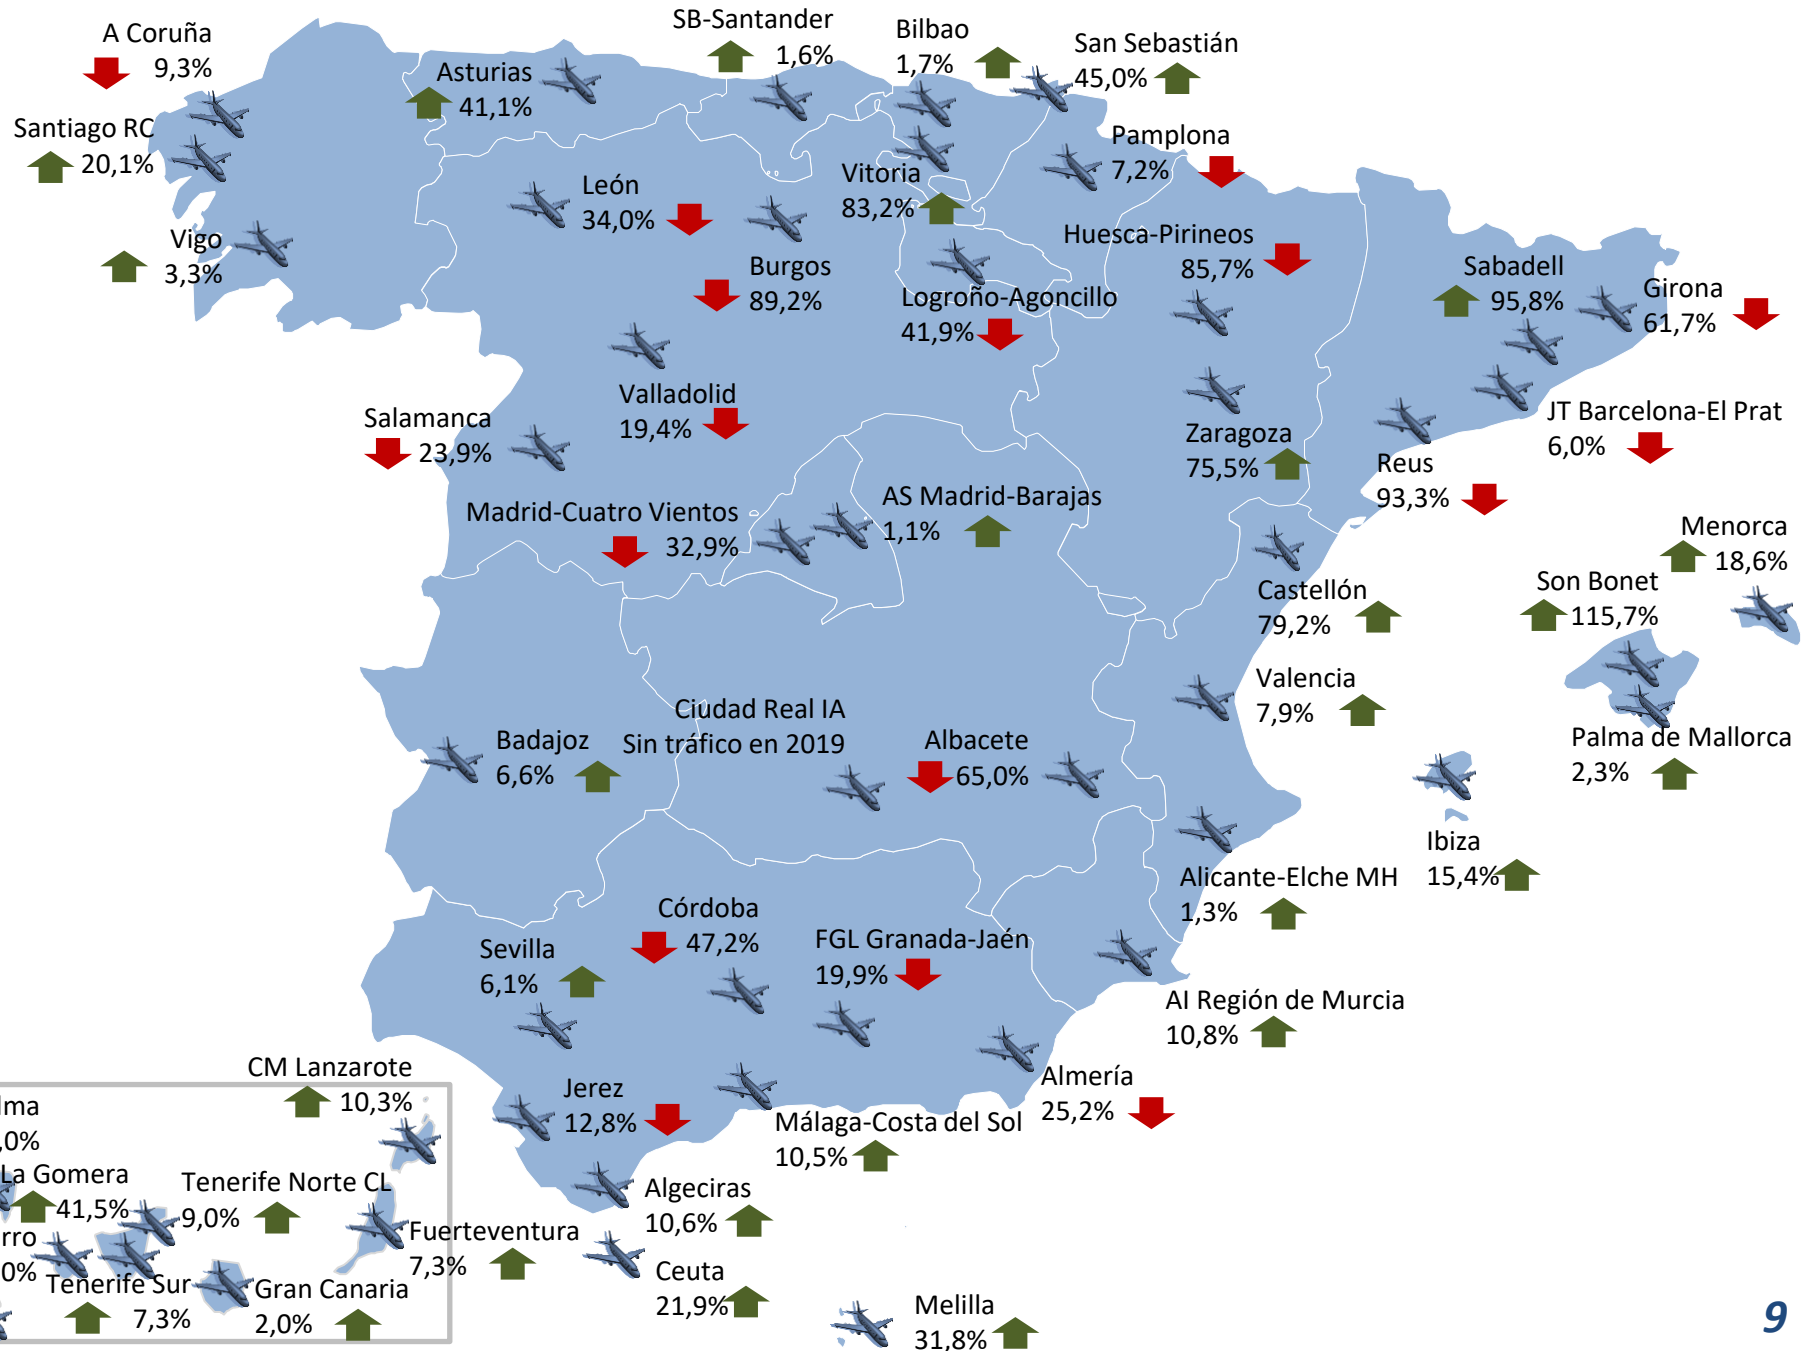 A Coruña
9,3%
SB-Santander
1,6%
Bilbao
1,7%
San Sebastián
45,0%
Asturias
41,1%
Santiago RC
20,1%
Pamplona
7,2%
Vitoria
83,2%
León
34,0%
Vigo
3,3%
Huesca-Pirineos
85,7%
Burgos
89,2%
Sabadell
95,8%
Girona
61,7%
Logroño-Agoncillo
41,9%
Valladolid
19,4%
Salamanca
23,9%
JT Barcelona-El Prat
6,0%
Zaragoza
75,5%
Reus
93,3%
AS Madrid-Barajas
1,1%
Madrid-Cuatro Vientos
32,9%
Menorca
18,6%
Son Bonet
115,7%
Castellón
79,2%
Valencia
7,9%
Ciudad Real IA
Sin tráfico en 2019
Badajoz
6,6%
Albacete
65,0%
Palma de Mallorca
2,3%
Ibiza
15,4%
Alicante-Elche MH
1,3%
Córdoba
47,2%
FGL Granada-Jaén
19,9%
Sevilla
6,1%
AI Región de Murcia
10,8%
CM Lanzarote
10,3%
Jerez
12,8%
Almería
25,2%
Málaga-Costa del Sol
10,5%
lma
,0%
La Gomera
41,5%
Tenerife Norte CL
9,0%
Algeciras
10,6%
rro
0%
Fuerteventura
7,3%
Tenerife Sur
7,3%
Gran Canaria
2,0%
Ceuta
21,9%
Melilla
31,8%
9